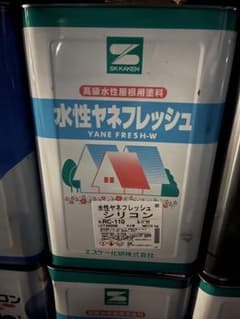 SK KAKEN
高級水性屋根用塗料
水性ヤネフレッシュ
YANE FRESH-W
水性ヤネフレッシュ
シリコン
RC-110
エスケー化研株式会社
コン